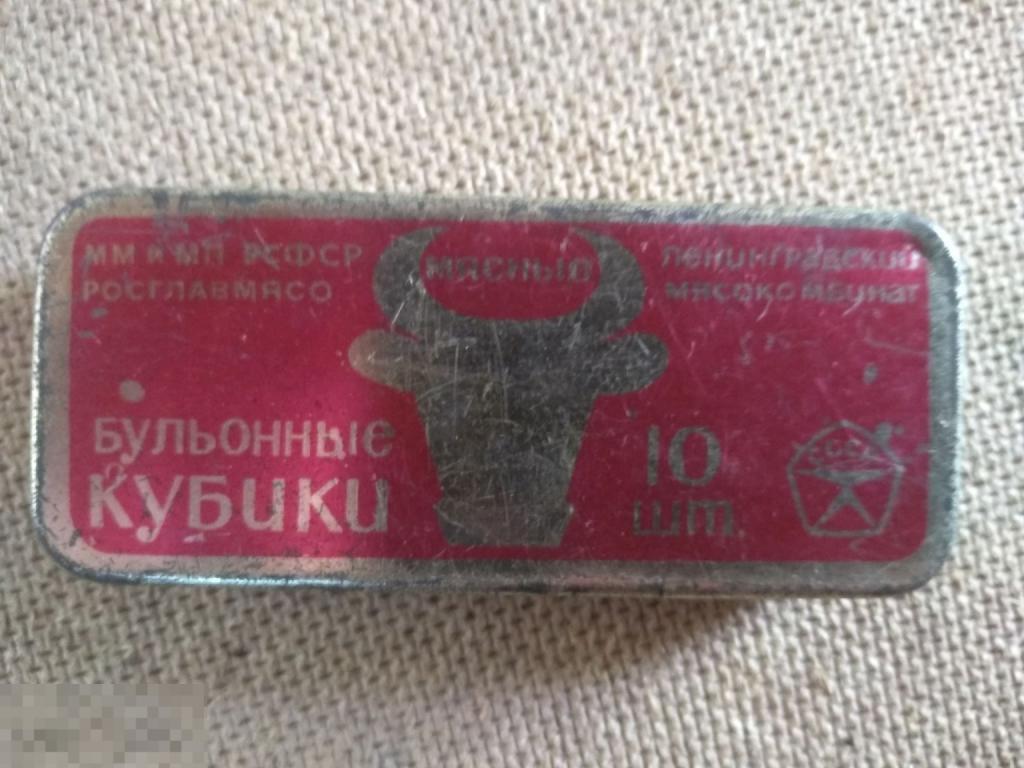 ММ и МП РСФСР
РОСГЛАВМЯСО
МЯСНЫЕ
Ленинградский
мясокомбинат
Бульонные
кубики
10
шт.
СССР